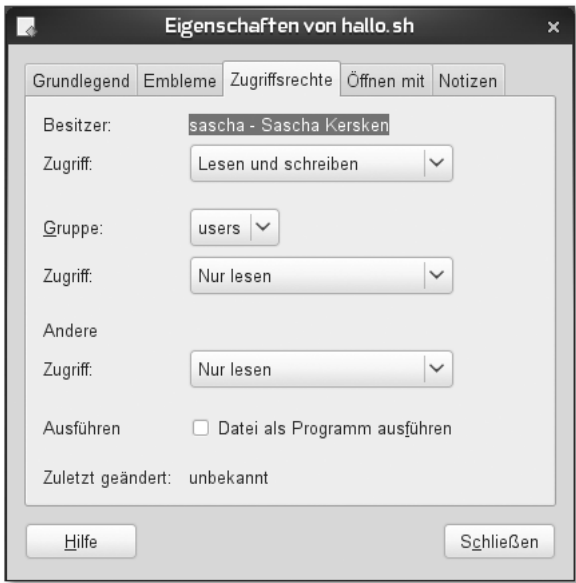 Eigenschaften von hallo.sh
Grundlegend Embleme Zugriffsrechte Öffnen mit Notizen
Besitzer: sascha - Sascha Kersken
Zugriff: Lesen und schreiben
Gruppe: users
Zugriff: Nur lesen
Andere
Zugriff: Nur lesen
Ausführen Datei als Programm ausführen
Zuletzt geändert: unbekannt
Hilfe Schließen